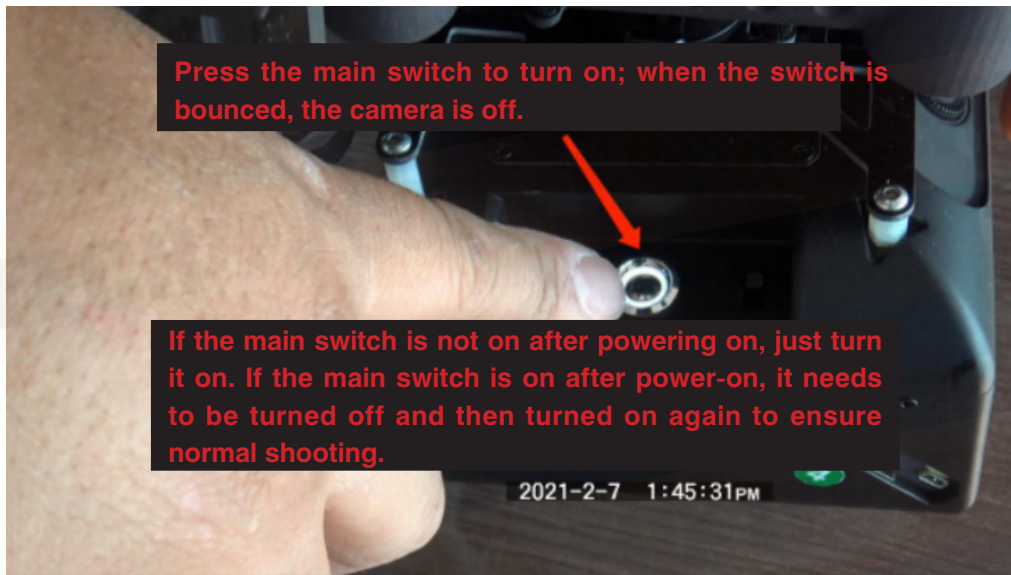 Press the main switch to turn on; when the switch is
bounced, the camera is off.
If the main switch is not on after powering on, just turn
it on. If the main switch is on after power-on, it needs
to be turned off and then turned on again to ensure
normal shooting.
2021-2-7 1:45:31PM